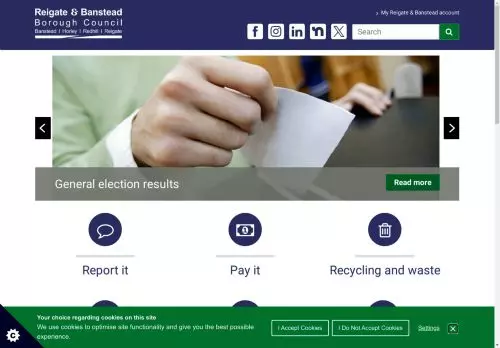 Reigate & Banstead
Borough Council
Banstead | Horley | Redhill | Reigate
> My Reigate & Banstead account
Search
General election results
Read more
Report it
Pay it
Recycling and waste
Your choice regarding cookies on this site
We use cookies to optimise site functionality and give you the best possible
experience.
I Accept Cookies
I Do Not Accept Cookies
Settings